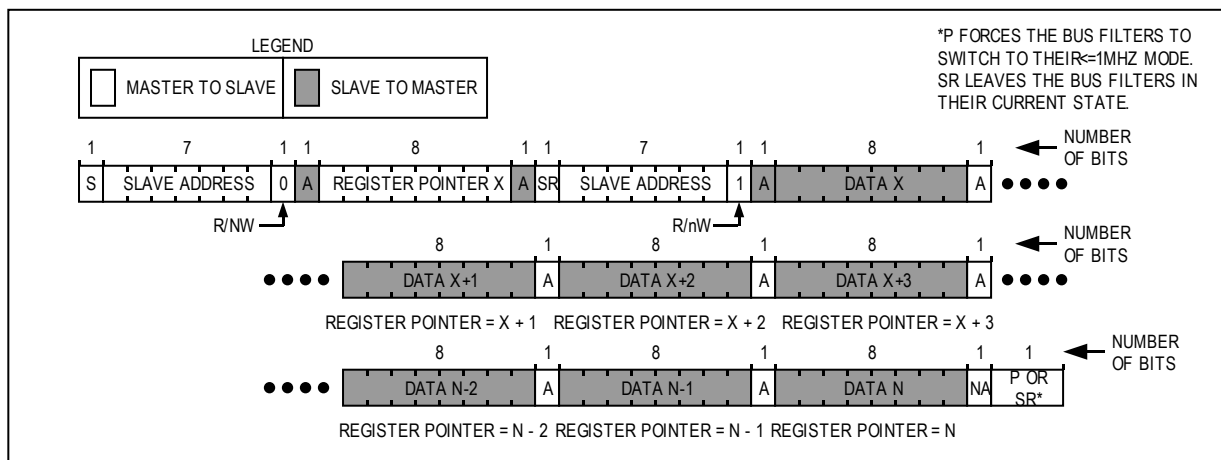 *P FORCES THE BUS FILTERS TO
SWITCH TO THEIR<=1MHZ MODE.
SR LEAVES THE BUS FILTERS IN
THEIR CURRENT STATE.
LEGEND
MASTER TO SLAVE SLAVE TO MASTER
1 7 1 1 8 1 1 7 1 1 8 1 NUMBER
OF BITS
S SLAVE ADDRESS 0 A REGISTER POINTER X A SR SLAVE ADDRESS 1 A DATA X A
R/NW R/nW
8 1 8 1 8 1 NUMBER
OF BITS
DATA X+1 A DATA X+2 A DATA X+3 A
REGISTER POINTER = X + 1 REGISTER POINTER = X + 2 REGISTER POINTER = X + 3
8 1 8 1 8 1 1 NUMBER
OF BITS
DATA N-2 A DATA N-1 A DATA N NA P OR
SR*
REGISTER POINTER = N - 2 REGISTER POINTER = N - 1 REGISTER POINTER = N